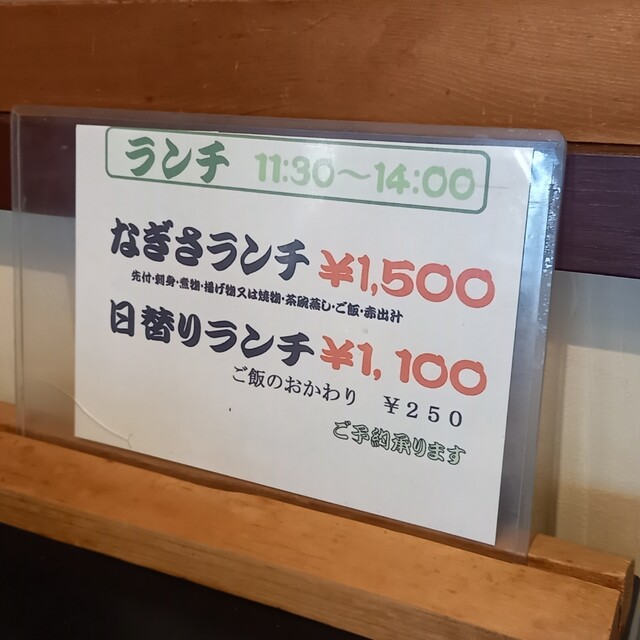 ランチ 11:30～14:00
なぎさランチ ¥1,500
先付・刺身・煮物・揚げ物又は焼物・茶碗蒸し・ご飯・赤出汁
日替りランチ ¥1,100
ご飯のおかわり ¥250
ご予約承ります